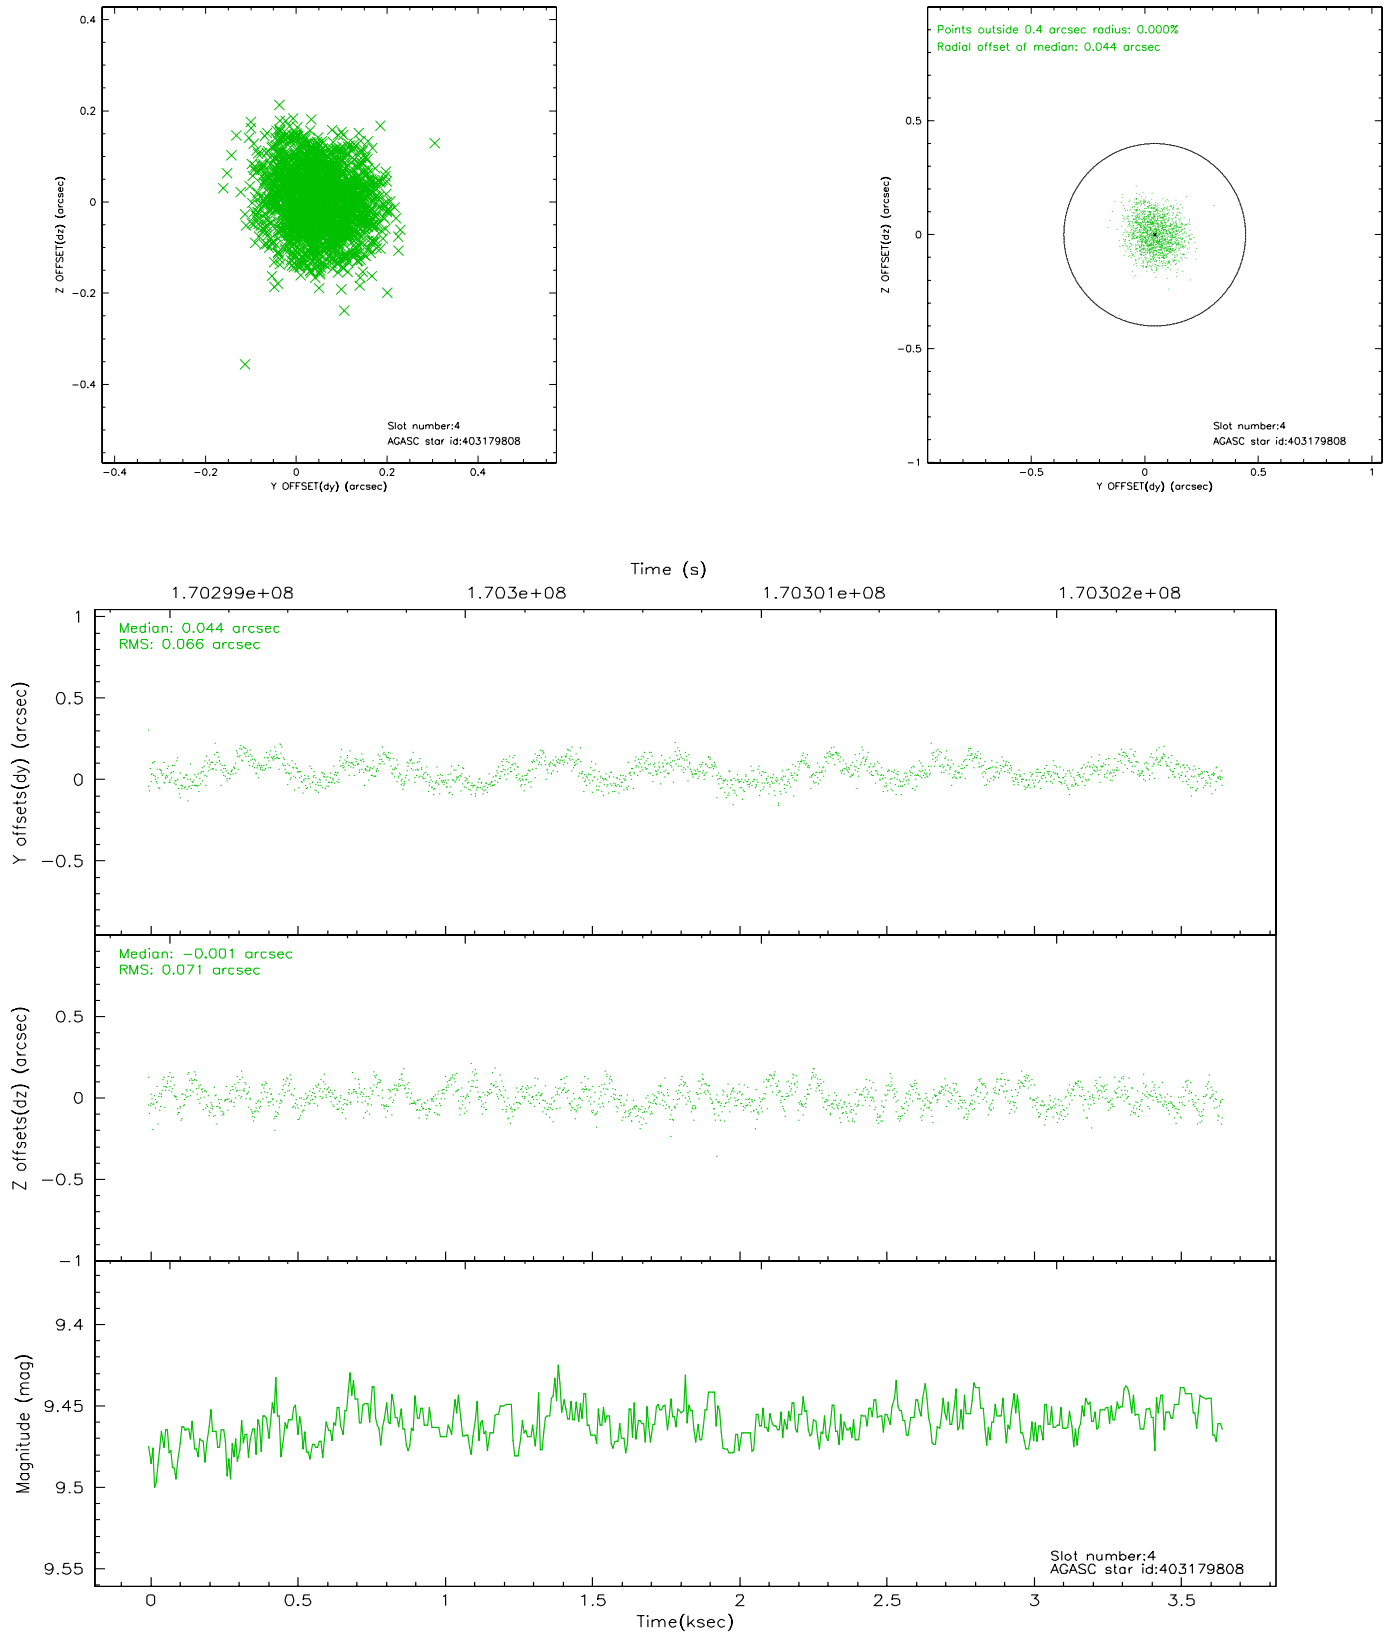 0.4
0.2
0
−0.2
−0.4
Z OFFSET(dz) (arcsec)
Slot number:4
AGASC star id:403179808
−0.4 −0.2 0 0.2 0.4
Y OFFSET(dy) (arcsec)
Points outside 0.4 arcsec radius: 0.000%
Radial offset of median: 0.044 arcsec
0.5
0
−0.5
−1
Z OFFSET(dz) (arcsec)
Slot number:4
AGASC star id:403179808
−0.5 0 0.5 1
Y OFFSET(dy) (arcsec)
Time (s)
1.70299e+08 1.703e+08 1.70301e+08 1.70302e+08
Median: 0.044 arcsec
RMS: 0.066 arcsec
1
0.5
0
−0.5
Y offsets(dy) (arcsec)
Median: −0.001 arcsec
RMS: 0.071 arcsec
0.5
0
−0.5
−1
Z offsets(dz) (arcsec)
9.4
9.45
9.5
9.55
Magnitude (mag)
Slot number:4
AGASC star id:403179808
0 0.5 1 1.5 2 2.5 3 3.5
Time(ksec)